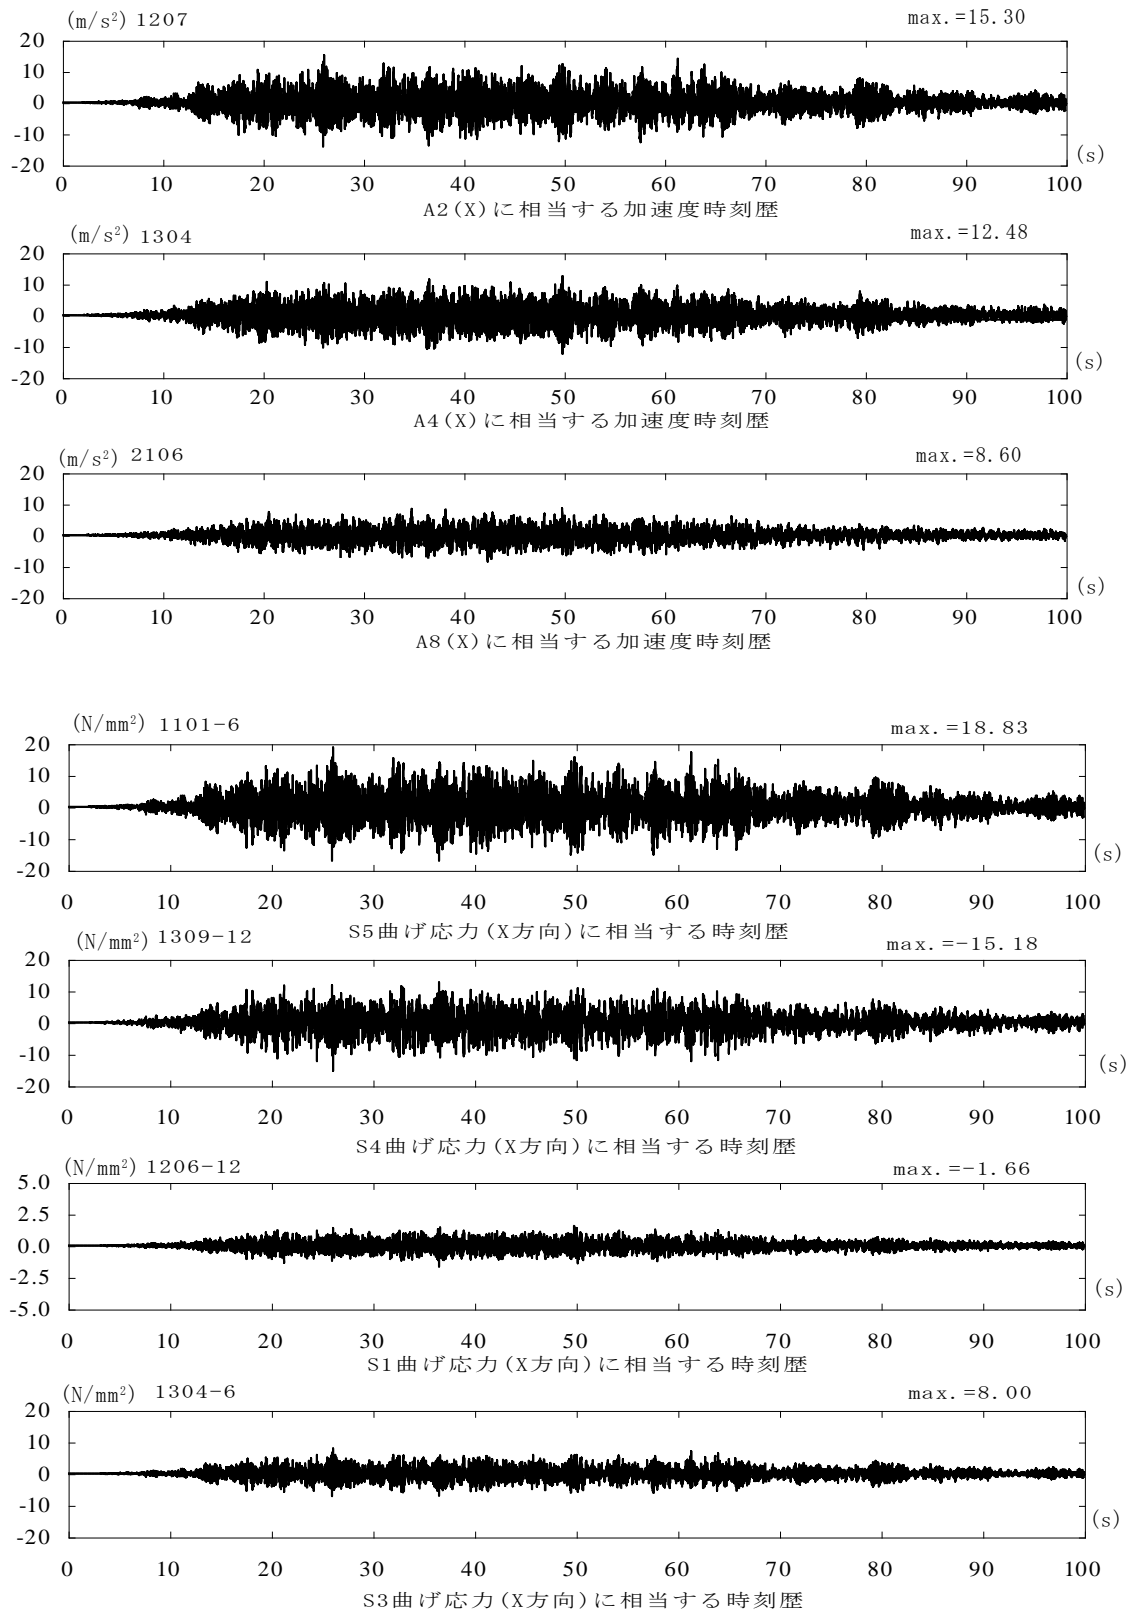 (m/s²) 1207 max.=15.30
20
10
0
-10
-20
(s)
0 10 20 30 40 50 60 70 80 90 100
A2(X)に相当する加速度時刻歴
(m/s²) 1304 max.=12.48
20
10
0
-10
-20
(s)
0 10 20 30 40 50 60 70 80 90 100
A4(X)に相当する加速度時刻歴
(m/s²) 2106 max.=8.60
20
10
0
-10
-20
(s)
0 10 20 30 40 50 60 70 80 90 100
A8(X)に相当する加速度時刻歴
(N/mm²) 1101-6 max.=18.83
20
10
0
-10
-20
(s)
0 10 20 30 40 50 60 70 80 90 100
S5曲げ応力(X方向)に相当する時刻歴
(N/mm²) 1309-12 max.=-15.18
20
10
0
-10
-20
(s)
0 10 20 30 40 50 60 70 80 90 100
S4曲げ応力(X方向)に相当する時刻歴
(N/mm²) 1206-12 max.=-1.66
5.0
2.5
0.0
-2.5
-5.0
(s)
0 10 20 30 40 50 60 70 80 90 100
S1曲げ応力(X方向)に相当する時刻歴
(N/mm²) 1304-6 max.=8.00
20
10
0
-10
-20
(s)
0 10 20 30 40 50 60 70 80 90 100
S3曲げ応力(X方向)に相当する時刻歴